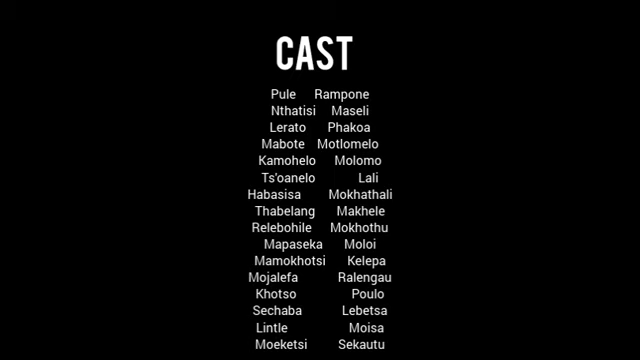 CAST
Pule Rampone
Nthatisi Maseli
Lerato Phakoa
Mabote Motlomelo
Kamohelo Molomo
Ts'oanelo Lali
Habasisa Mokhathali
Thabelang Makhele
Relebohile Mokhothu
Mapaseka Moloi
Mamokhotsi Kelepa
Mojalefa Ralengau
Khotso Poulo
Sechaba Lebetsa
Lintle Moisa
Moeketsi Sekautu